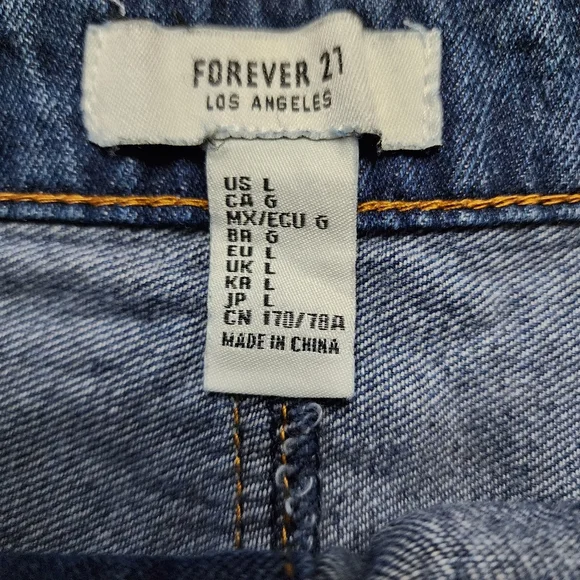 FOREVER 21
LOS ANGELES
US L
CA G
MX/ECU G
BR G
EU L
UK L
KR L
JP L
CN 170/78A
MADE IN CHINA